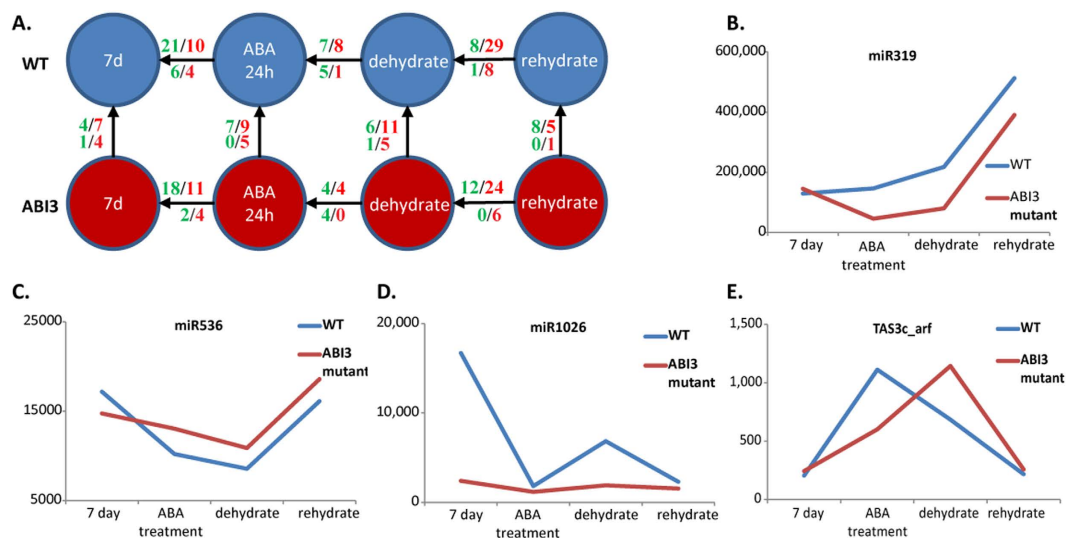 A.
WT
7d
21/10
6/4
ABA
24h
7/8
5/1
dehydrate
8/29
1/8
rehydrate
4/7
1/4
7/9
0/5
6/11
1/5
8/5
0/1
ABI3
7d
18/11
2/4
ABA
24h
4/4
4/0
dehydrate
12/24
0/6
rehydrate
B.
miR319
600,000
400,000
200,000
0
WT
ABI3
mutant
7 day
ABA
treatment
dehydrate
rehydrate
C.
miR536
25000
15000
5000
WT
ABI3
mutant
7 day
ABA
treatment
dehydrate
rehydrate
D.
miR1026
20,000
10,000
0
WT
ABI3
mutant
7 day
ABA
treatment
dehydrate
rehydrate
E.
TAS3c_arf
1,500
1,000
500
0
WT
ABI3
mutant
7 day
ABA
treatment
dehydrate
rehydrate